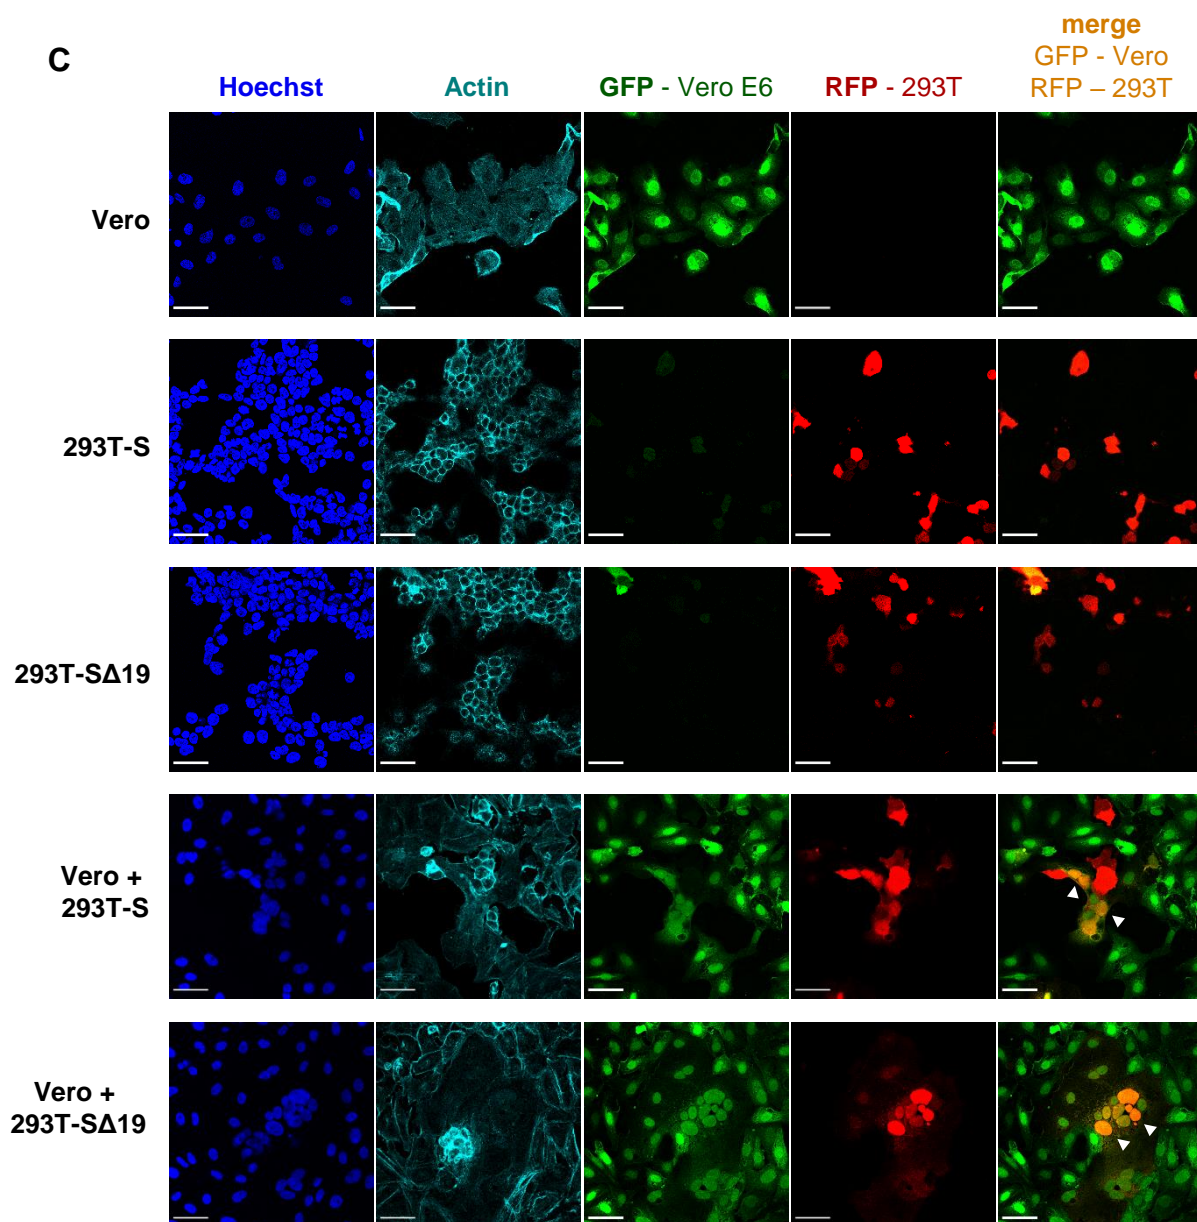 C
Hoechst
Actin
GFP - Vero E6
RFP - 293T
merge
GFP - Vero
RFP – 293T
Vero
293T-S
293T-SΔ19
Vero +
293T-S
Vero +
293T-SΔ19